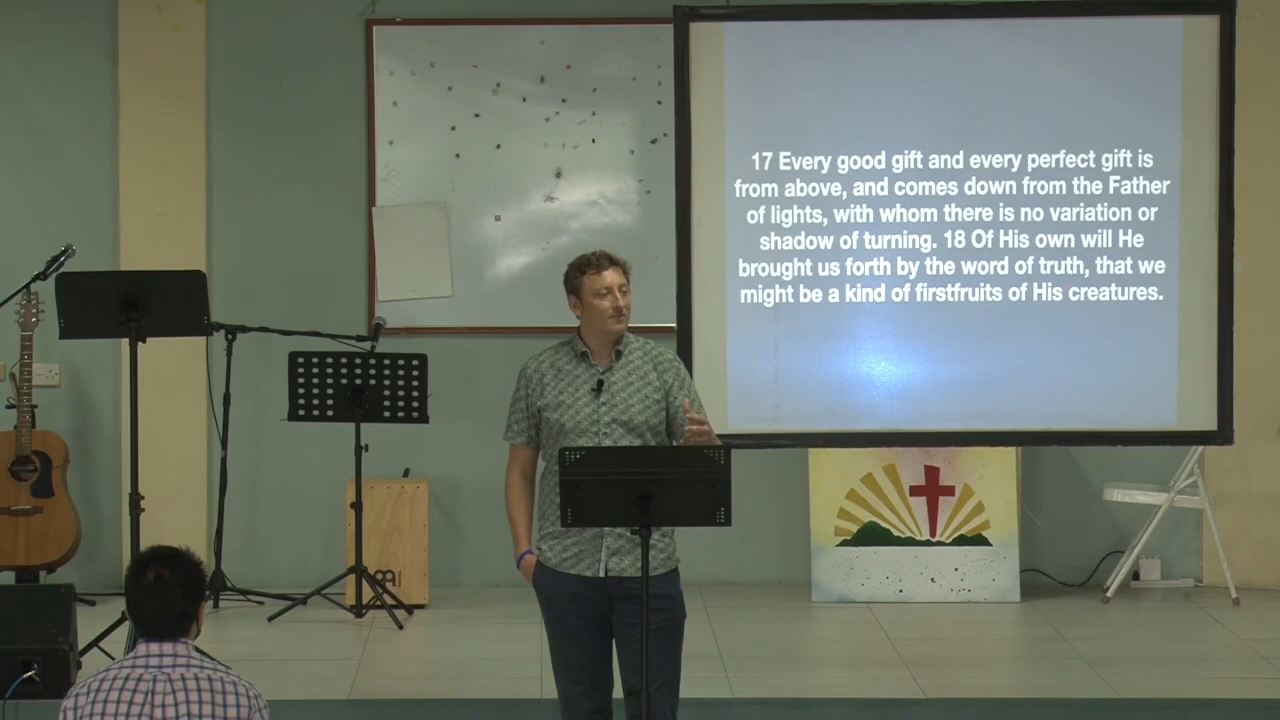 17 Every good gift and every perfect gift is
from above, and comes down from the Father
of lights, with whom there is no variation or
shadow of turning. 18 Of His own will He
brought us forth by the word of truth, that we
might be a kind of firstfruits of His creatures.